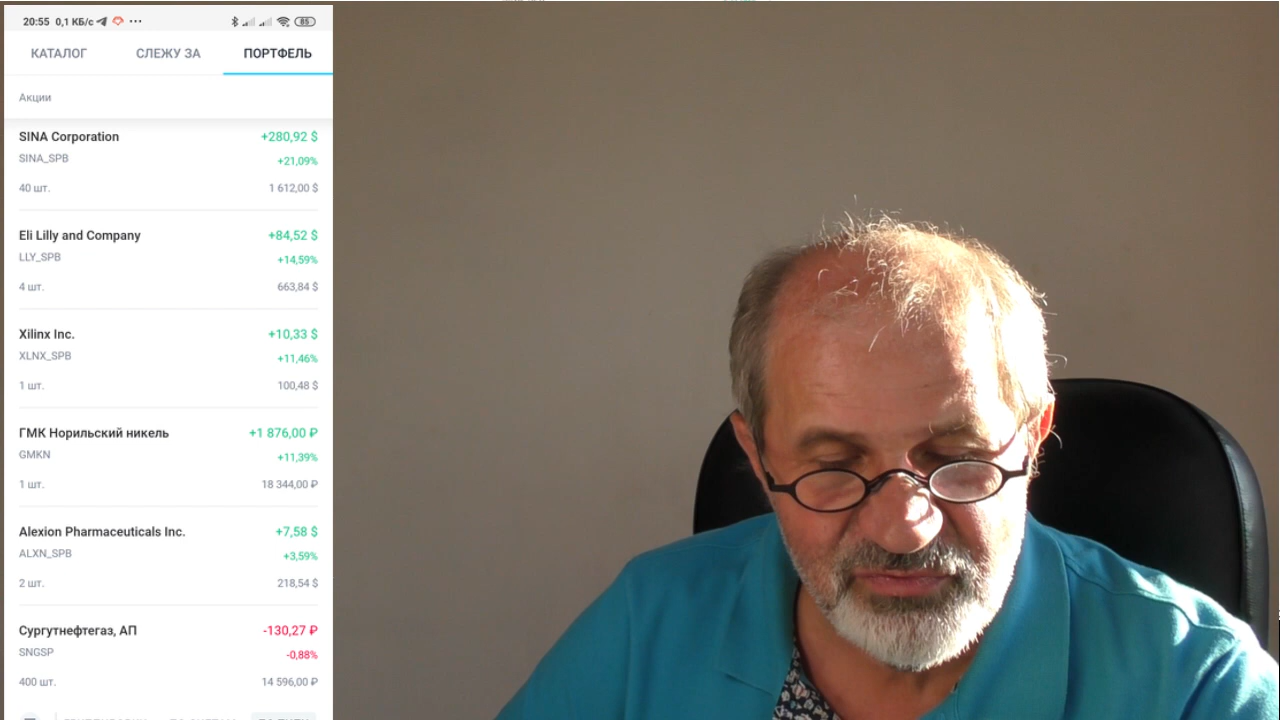 20:55 0,1 КБ/с ... 85
КАТАЛОГ СЛЕЖУ ЗА ПОРТФЕЛЬ
Акции
SINA Corporation +280,92 $
SINA_SPB +21,09%
40 шт. 1 612,00 $
Eli Lilly and Company +84,52 $
LLY_SPB +14,59%
4 шт. 663,84 $
Xilinx Inc. +10,33 $
XLNX_SPB +11,46%
1 шт. 100,48 $
ГМК Норильский никель +1 876,00 ₽
GMKN +11,39%
1 шт. 18 344,00 ₽
Alexion Pharmaceuticals Inc. +7,58 $
ALXN_SPB +3,59%
2 шт. 218,54 $
Сургутнефтегаз, АП -130,27 ₽
SNGSP -0,88%
400 шт. 14 596,00 ₽